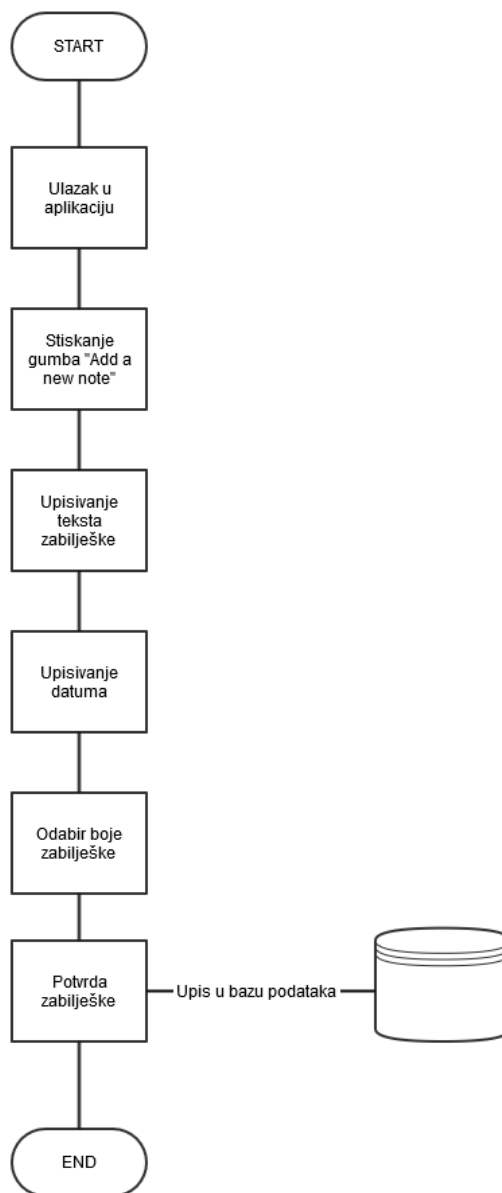 START
Ulazak u
aplikaciju
Stiskanje
gumba "Add a
new note"
Upisivanje
teksta
zabilješke
Upisivanje
datuma
Odabir boje
zabilješke
Potvrda
zabilješke
Upis u bazu podataka
END